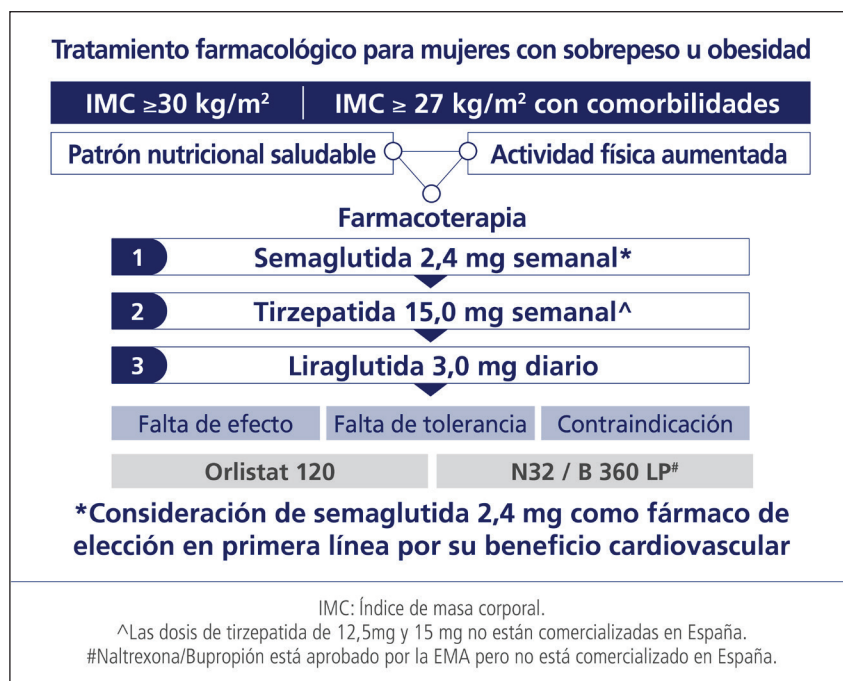 Tratamiento farmacológico para mujeres con sobrepeso u obesidad
IMC ≥30 kg/m² | IMC ≥ 27 kg/m² con comorbilidades
Patrón nutricional saludable
Actividad física aumentada
Farmacoterapia
1 Semaglutida 2,4 mg semanal*
2 Tirzepatida 15,0 mg semanal^
3 Liraglutida 3,0 mg diario
Falta de efecto
Falta de tolerancia
Contraindicación
Orlistat 120
N32 / B 360 LP#
*Consideración de semaglutida 2,4 mg como fármaco de
elección en primera línea por su beneficio cardiovascular
IMC: Índice de masa corporal.
^Las dosis de tirzepatida de 12,5mg y 15 mg no están comercializadas en España.
#Naltrexona/Bupropión está aprobado por la EMA pero no está comercializado en España.